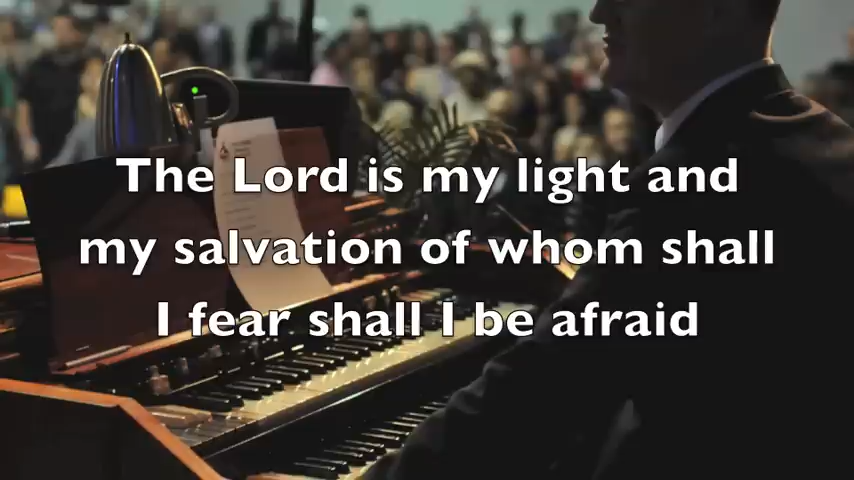 The Lord is my light and
my salvation of whom shall
I fear shall I be afraid